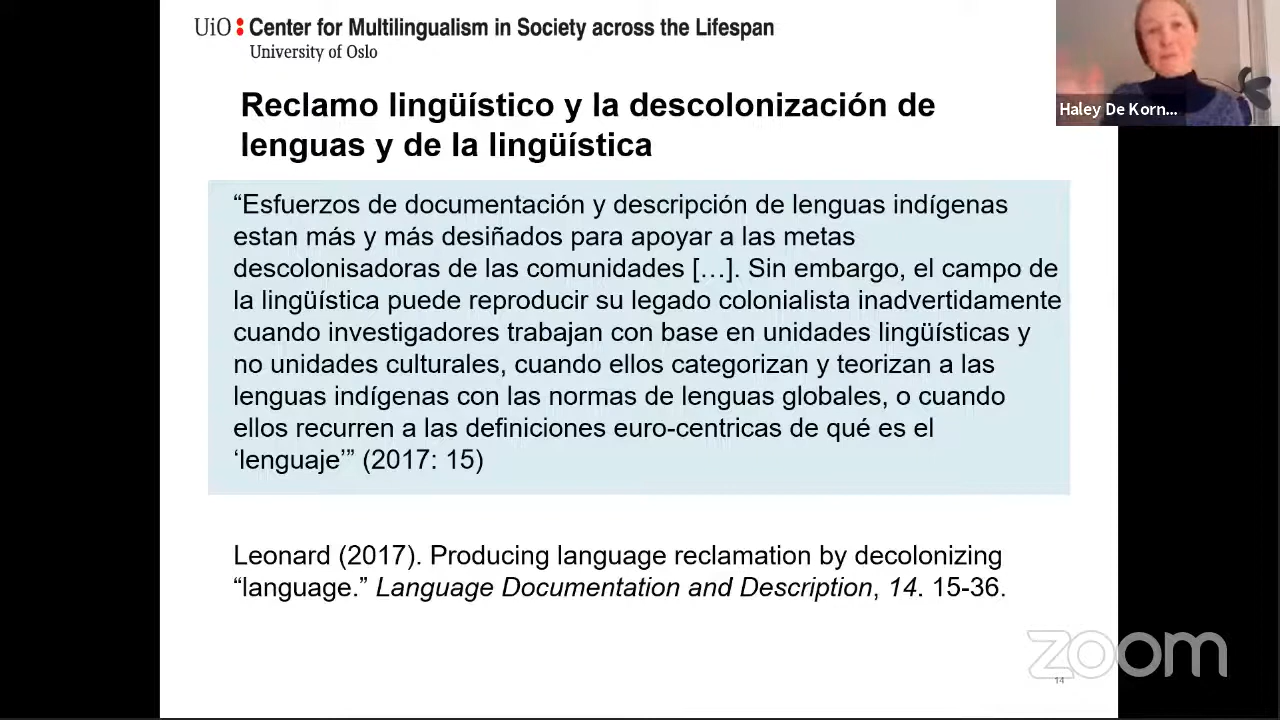 UiO : Center for Multilingualism in Society across the Lifespan
University of Oslo
Haley De Korn...
Reclamo lingüístico y la descolonización de
lenguas y de la lingüística
“Esfuerzos de documentación y descripción de lenguas indígenas
estan más y más desiñados para apoyar a las metas
descolonisadoras de las comunidades […]. Sin embargo, el campo de
la lingüística puede reproducir su legado colonialista inadvertidamente
cuando investigadores trabajan con base en unidades lingüísticas y
no unidades culturales, cuando ellos categorizan y teorizan a las
lenguas indígenas con las normas de lenguas globales, o cuando
ellos recurren a las definiciones euro-centricas de qué es el
‘lenguaje’” (2017: 15)
Leonard (2017). Producing language reclamation by decolonizing
“language.” Language Documentation and Description, 14. 15-36.
zoom
14